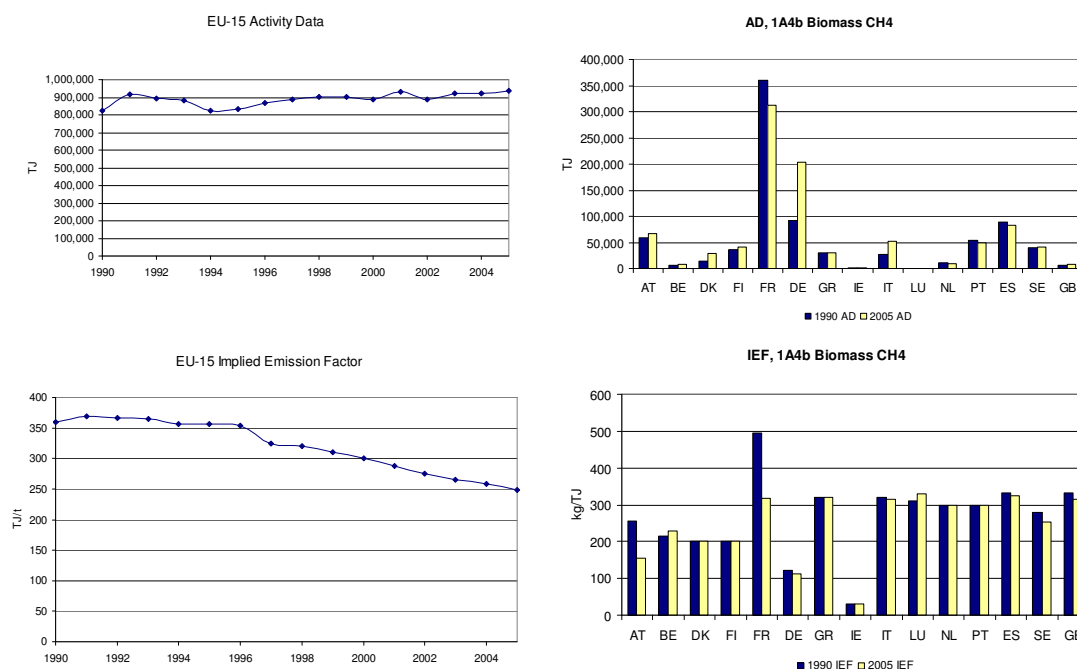 EU-15 Activity Data
1,000,000
900,000
800,000
700,000
600,000
500,000
400,000
300,000
200,000
100,000
0
TJ
1990 1992 1994 1996 1998 2000 2002 2004
AD, 1A4b Biomass CH4
400,000
350,000
300,000
250,000
200,000
150,000
100,000
50,000
0
TJ
AT BE DK FI FR DE GR IE IT LU NL PT ES SE GB
1990 AD 2005 AD
EU-15 Implied Emission Factor
400
350
300
250
200
150
100
50
0
TJ/t
1990 1992 1994 1996 1998 2000 2002 2004
IEF, 1A4b Biomass CH4
600
500
400
300
200
100
0
kg/TJ
AT BE DK FI FR DE GR IE IT LU NL PT ES SE
1990 IEF 2005 IEF